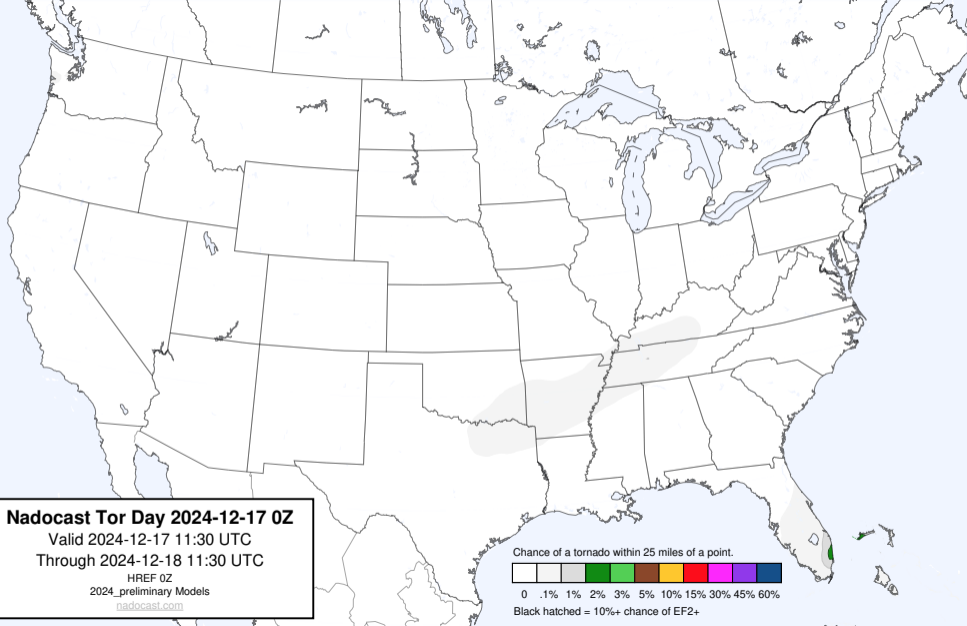 Nadocast Tor Day 2024-12-17 0Z
Valid 2024-12-17 11:30 UTC
Through 2024-12-18 11:30 UTC
HREF 0Z
2024_preliminary Models
nadocast.com
Chance of a tornado within 25 miles of a point.
0 .1% 1% 2% 3% 5% 10% 15% 30% 45% 60%
Black hatched = 10%+ chance of EF2+